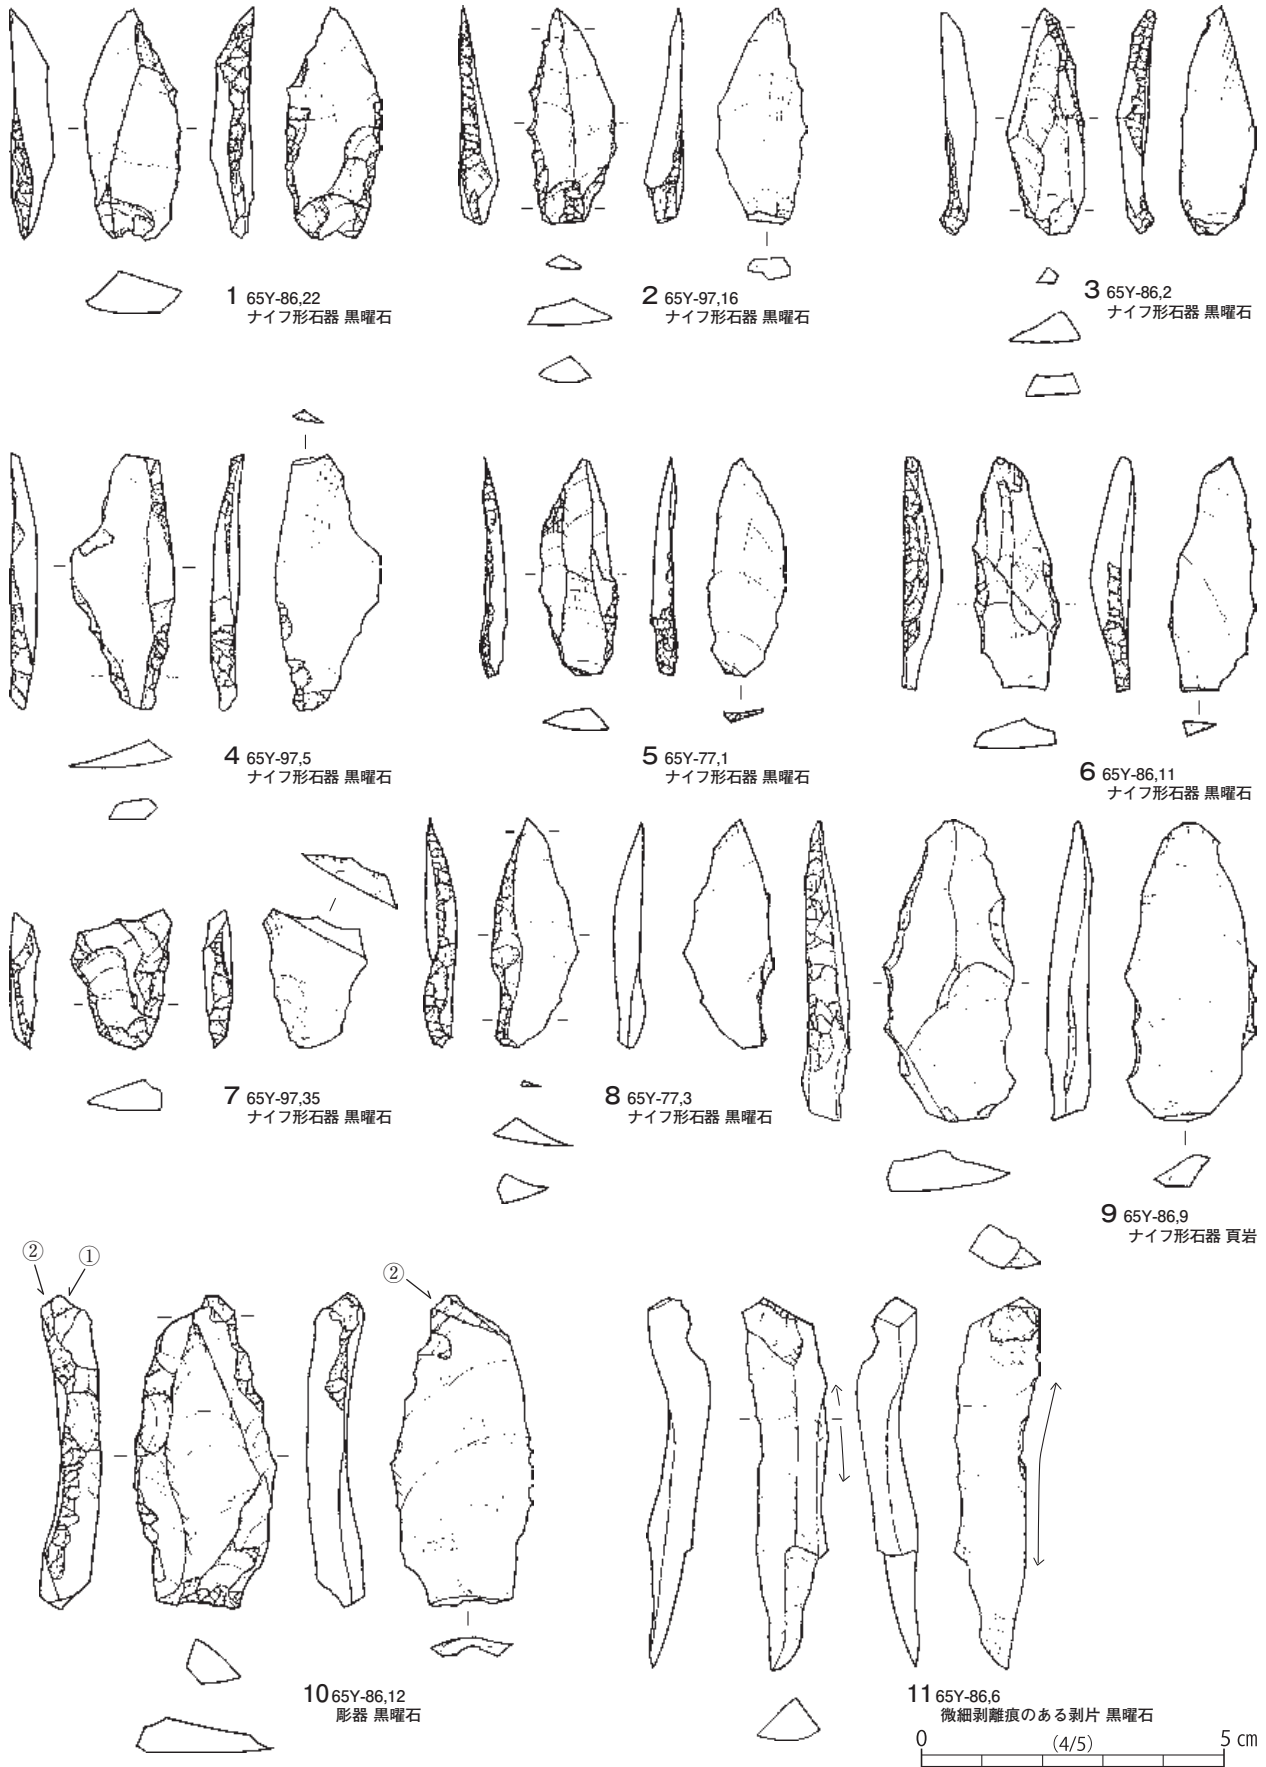 1 65Y-86,22
ナイフ形石器 黒曜石
2 65Y-97,16
ナイフ形石器 黒曜石
3 65Y-86,2
ナイフ形石器 黒曜石
4 65Y-97,5
ナイフ形石器 黒曜石
5 65Y-77,1
ナイフ形石器 黒曜石
6 65Y-86,11
ナイフ形石器 黒曜石
7 65Y-97,35
ナイフ形石器 黒曜石
8 65Y-77,3
ナイフ形石器 黒曜石
9 65Y-86,9
ナイフ形石器 頁岩
② ①
②
10 65Y-86,12
彫器 黒曜石
11 65Y-86,6
微細剥離痕のある剥片 黒曜石
0 (4/5) 5 cm